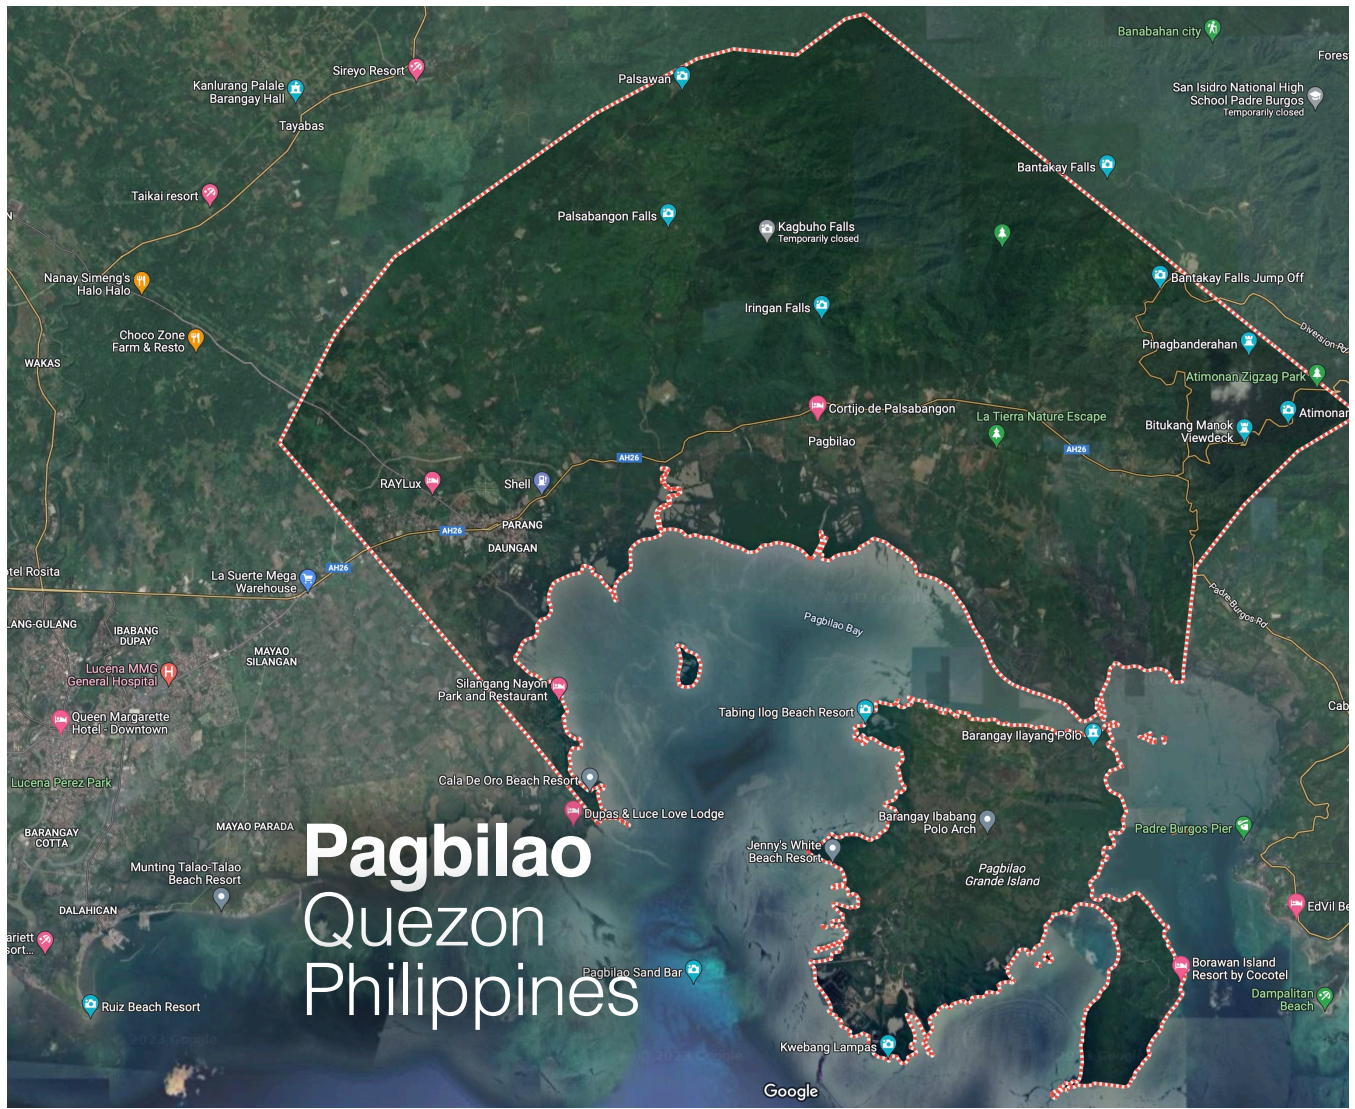 Banabahan city
Sireyo Resort
Kanlurang Palale
Barangay Hall
Palsawan
Fores
San Isidro National High
School Padre Burgos
Temporarily closed
Tayabas
Bantakay Falls
Taikai resort
N
Palsabangon Falls
Kagbuho Falls
Temporarily closed
Nanay Simeng's
Halo Halo
Bantakay Falls Jump Off
Iringan Falls
Choco Zone
Farm & Resto
Diversion Rd
Pinagbanderahan
WAKAS
Atimonan Zigzag Park
Cortijo de Palsabangon
La Tierra Nature Escape
Atimonan
Bitukang Manok
Viewdeck
Pagbilao
AH26
AH26
RAYLux
Shell
PARANG
AH26
DAUNGAN
AH26
otel Rosita
La Suerte Mega
Warehouse
Padre Burgos Rd
LANG-GULANG
IBABANG
DUPAY
Pagbilao Bay
MAYAO
SILANGAN
Lucena MMG
General Hospital
Silangang Nayon
Park and Restaurant
Queen Margarette
Hotel - Downtown
Tabing Ilog Beach Resort
Cab
Barangay Ilayang Polo
Lucena Perez Park
Cala De Oro Beach Resort
Dupas & Luce Love Lodge
BARANGAY
COTTA
MAYAO PARADA
Barangay Ibabang
Polo Arch
Padre Burgos Pier
Jenny's White
Beach Resort
Pagbilao
Quezon
Philippines
Munting Talao-Talao
Beach Resort
Pagbilao
Grande Island
DALAHICAN
EdVil Be
ariett
sort...
Pagbilao Sand Bar
Borawan Island
Resort by Cocotel
Dampalitan
Beach
Ruiz Beach Resort
Kwebang Lampas
Google